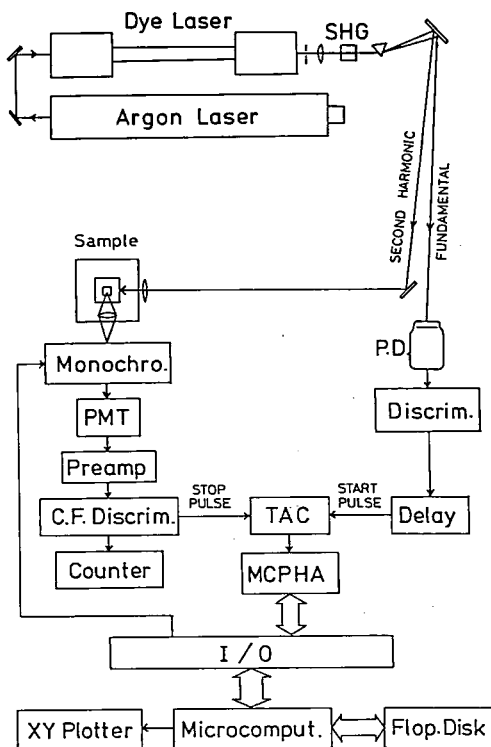 Dye Laser
SHG
Argon Laser
SECOND HARMONIC
FUNDAMENTAL
Sample
P.D.
Monochro.
Discrim.
PMT
Preamp
STOP
PULSE
START
PULSE
C.F. Discrim.
TAC
Delay
Counter
MCPHA
I/O
XY Plotter
Microcomput.
Flop.Disk